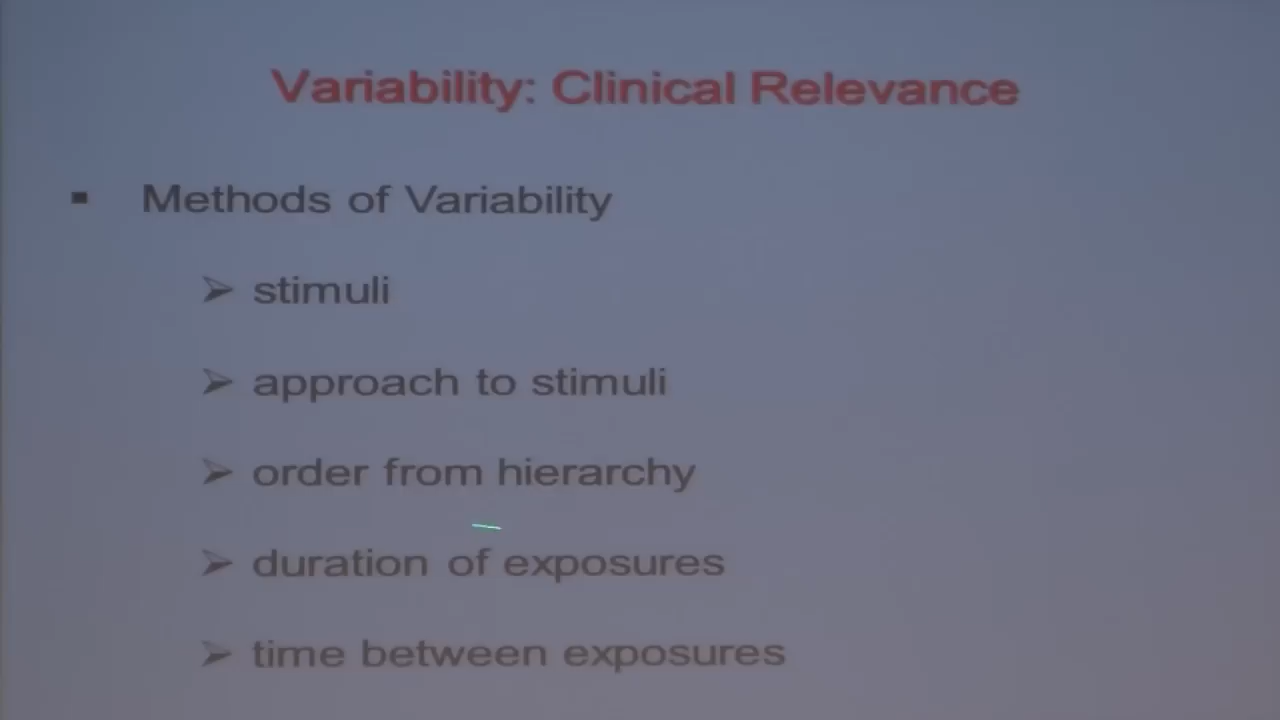 Variability: Clinical Relevance
Methods of Variability
stimuli
approach to stimuli
order from hierarchy
duration of exposures
time between exposures